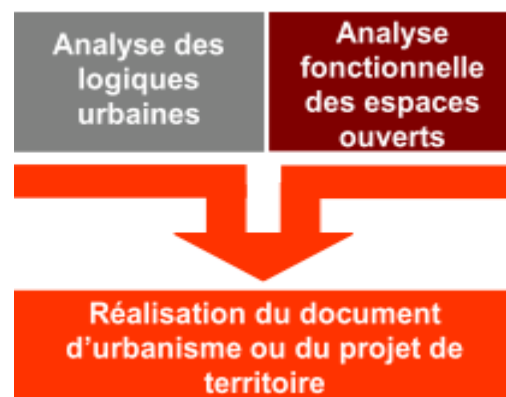 Analyse des
logiques
urbaines
Analyse
fonctionnelle
des espaces
ouverts
Réalisation du document
d'urbanisme ou du projet de
territoire